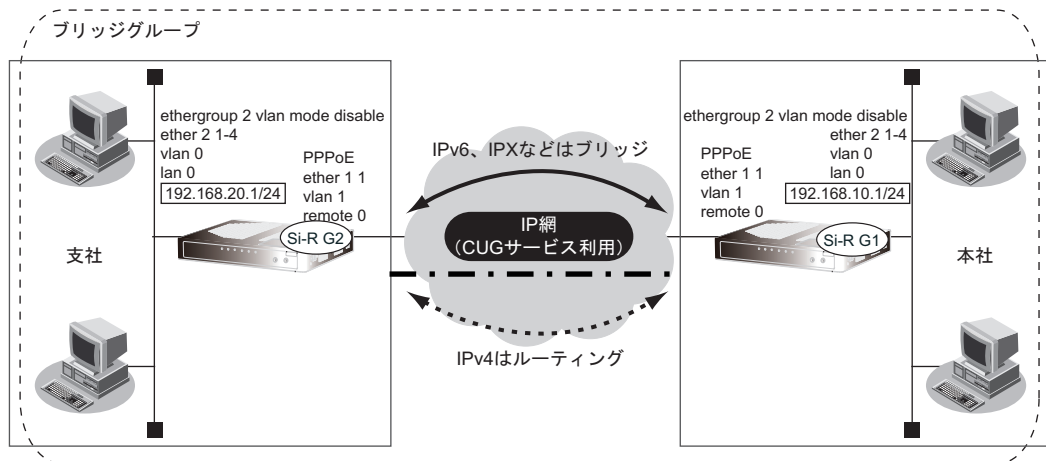 ブリッジグループ
ethergroup 2 vlan mode disable
ether 2 1-4
vlan 0
lan 0
192.168.20.1/24
PPPoE
ether 1 1
vlan 1
remote 0
Si-R G2
支社
IPv6、IPXなどはブリッジ
IP網
(CUGサービス利用)
IPv4はルーティング
ethergroup 2 vlan mode disable
ether 2 1-4
vlan 0
lan 0
192.168.10.1/24
PPPoE
ether 1 1
vlan 1
remote 0
Si-R G1
本社